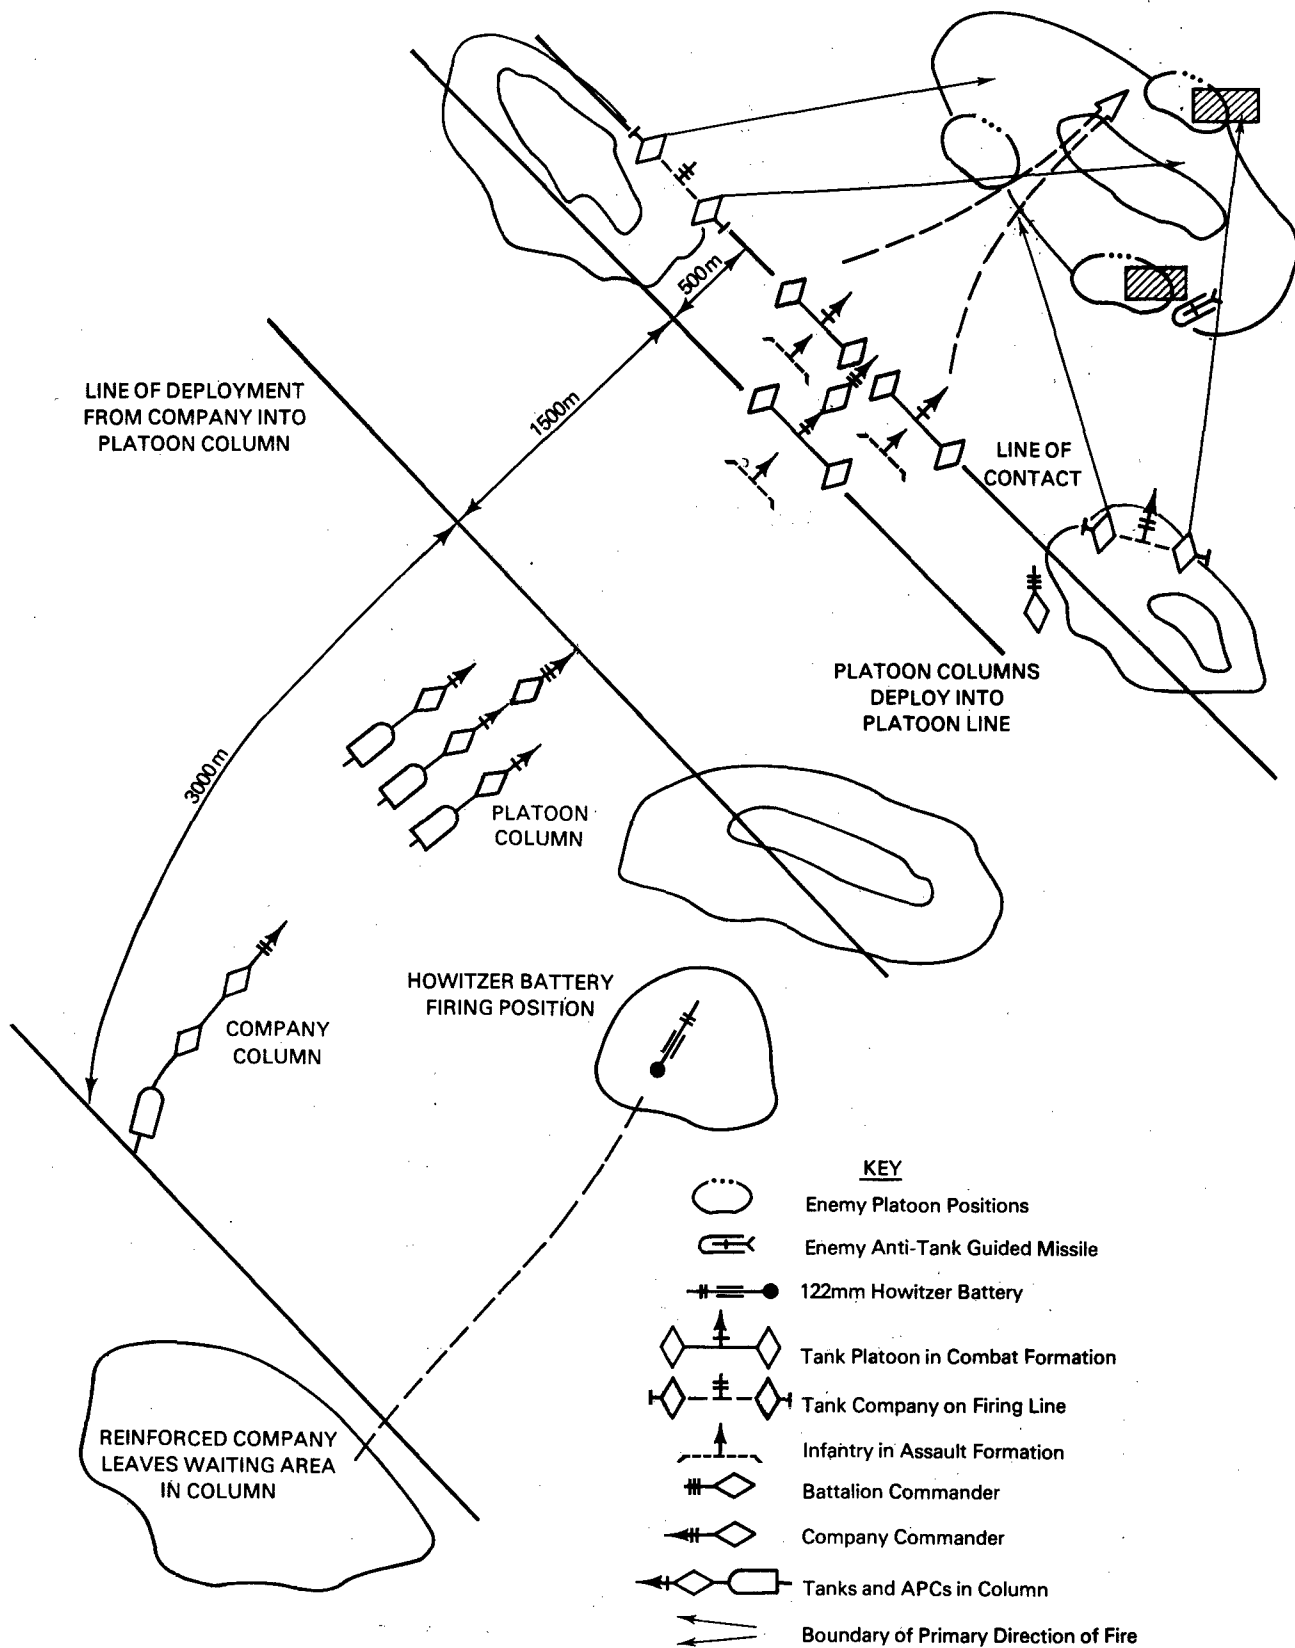 500m
LINE OF DEPLOYMENT
FROM COMPANY INTO
PLATOON COLUMN
1500m
LINE OF
CONTACT
PLATOON COLUMNS
DEPLOY INTO
PLATOON LINE
3000m
PLATOON
COLUMN
HOWITZER BATTERY
FIRING POSITION
COMPANY
COLUMN
REINFORCED COMPANY
LEAVES WAITING AREA
IN COLUMN
KEY
Enemy Platoon Positions
Enemy Anti-Tank Guided Missile
122mm Howitzer Battery
Tank Platoon in Combat Formation
Tank Company on Firing Line
Infantry in Assault Formation
Battalion Commander
Company Commander
Tanks and APCs in Column
Boundary of Primary Direction of Fire